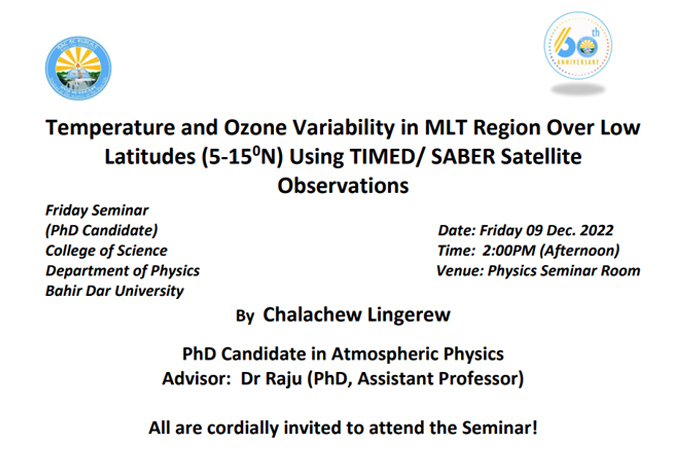 60th
ANNIVERSARY
Temperature and Ozone Variability in MLT Region Over Low
Latitudes (5-15⁰N) Using TIMED/ SABER Satellite
Observations
Friday Seminar
(PhD Candidate)
College of Science
Department of Physics
Bahir Dar University
Date: Friday 09 Dec. 2022
Time: 2:00PM (Afternoon)
Venue: Physics Seminar Room
By Chalachew Lingerew
PhD Candidate in Atmospheric Physics
Advisor: Dr Raju (PhD, Assistant Professor)
All are cordially invited to attend the Seminar!